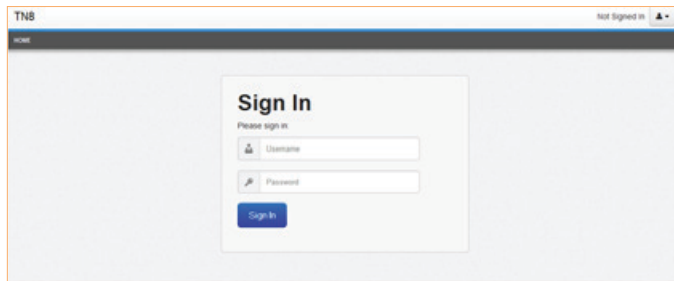 TN8
Not Signed in
HOME
Sign In
Please sign in
Username
Password
Sign In